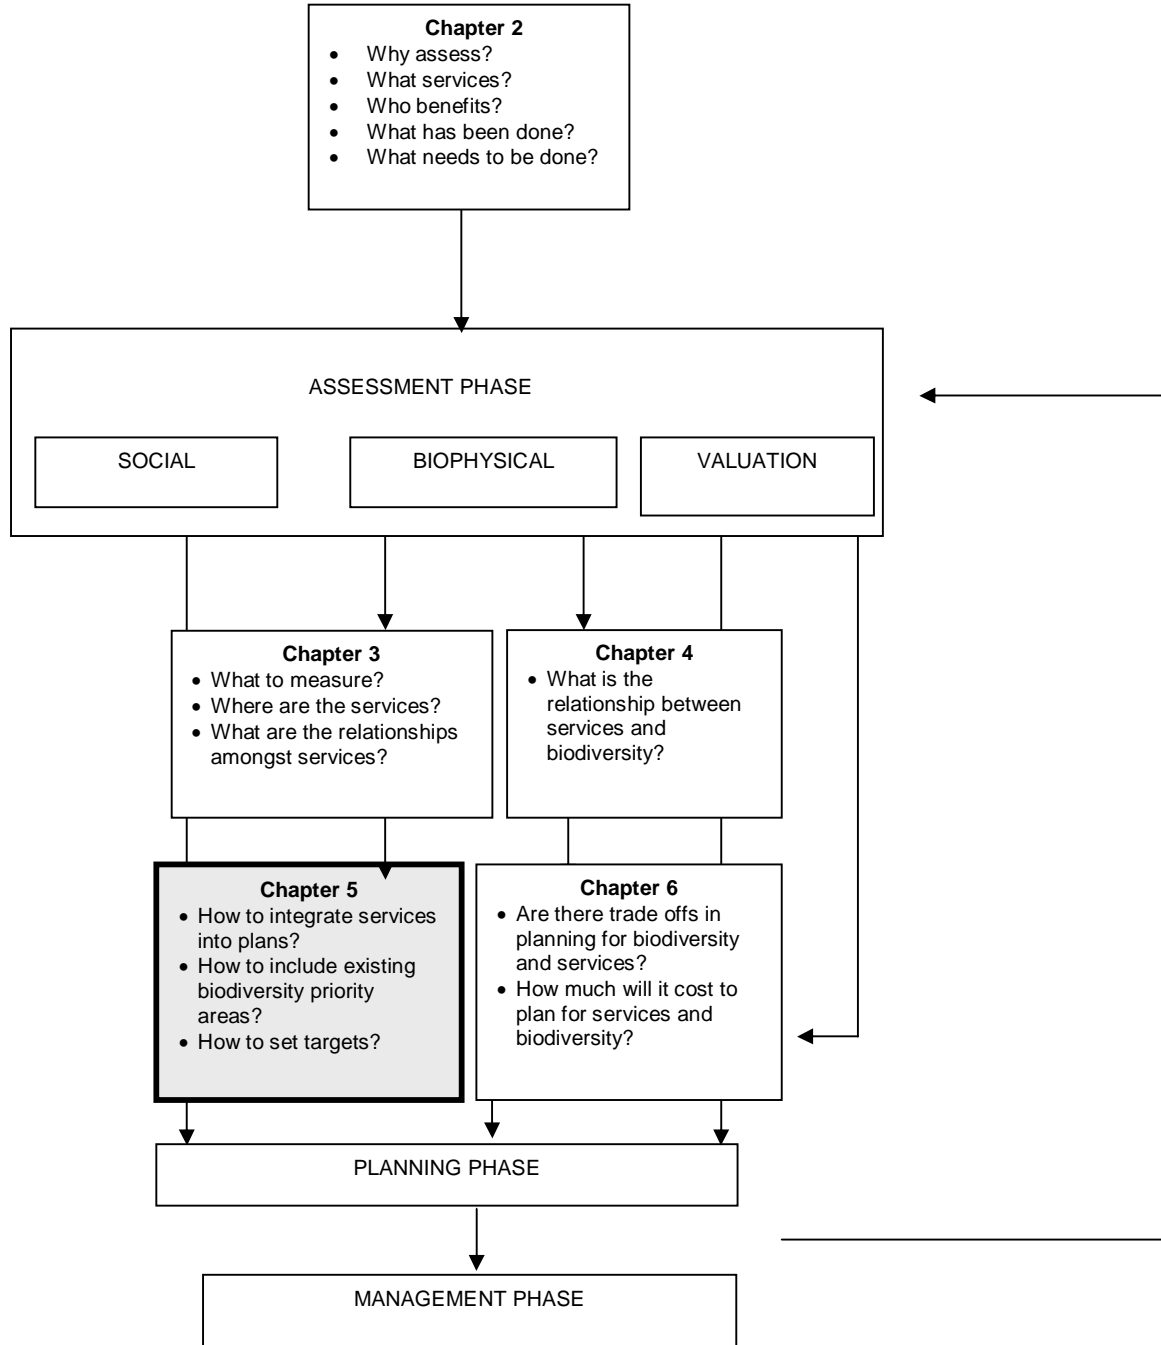 Chapter 2
• Why assess?
• What services?
• Who benefits?
• What has been done?
• What needs to be done?
ASSESSMENT PHASE
SOCIAL
BIOPHYSICAL
VALUATION
Chapter 3
• What to measure?
• Where are the services?
• What are the relationships
amongst services?
Chapter 4
• What is the
relationship between
services and
biodiversity?
Chapter 5
• How to integrate services
into plans?
• How to include existing
biodiversity priority
areas?
• How to set targets?
Chapter 6
• Are there trade offs in
planning for biodiversity
and services?
• How much will it cost to
plan for services and
biodiversity?
PLANNING PHASE
MANAGEMENT PHASE